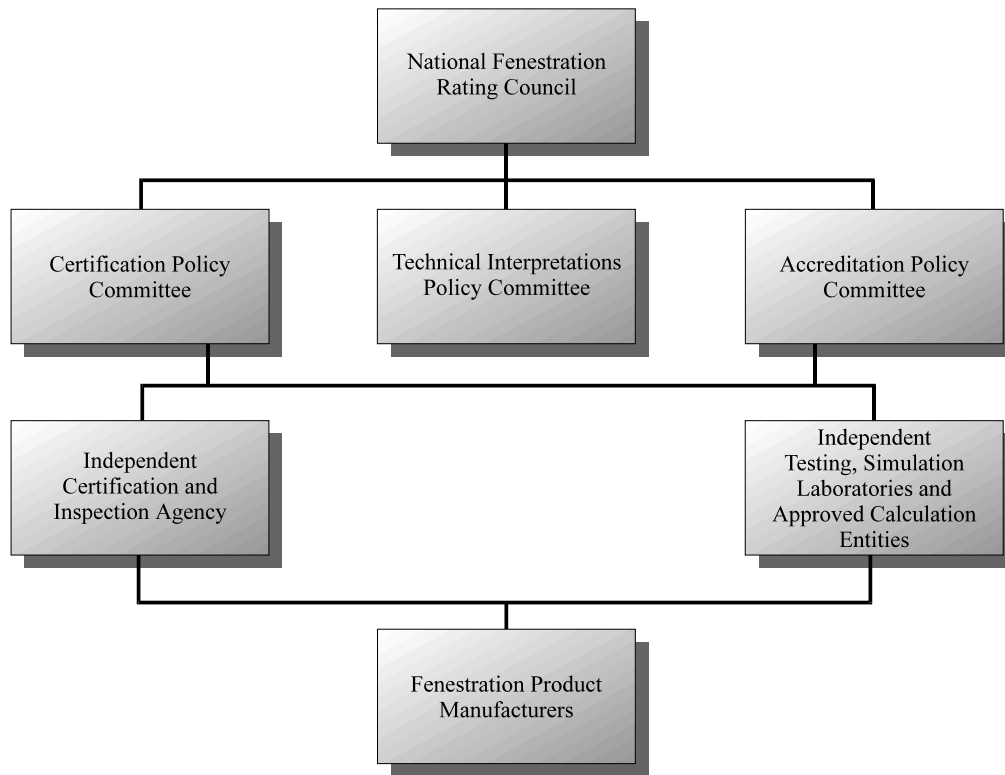 National Fenestration
Rating Council
Certification Policy
Committee
Technical Interpretations
Policy Committee
Accreditation Policy
Committee
Independent
Certification and
Inspection Agency
Independent
Testing, Simulation
Laboratories and
Approved Calculation
Entities
Fenestration Product
Manufacturers